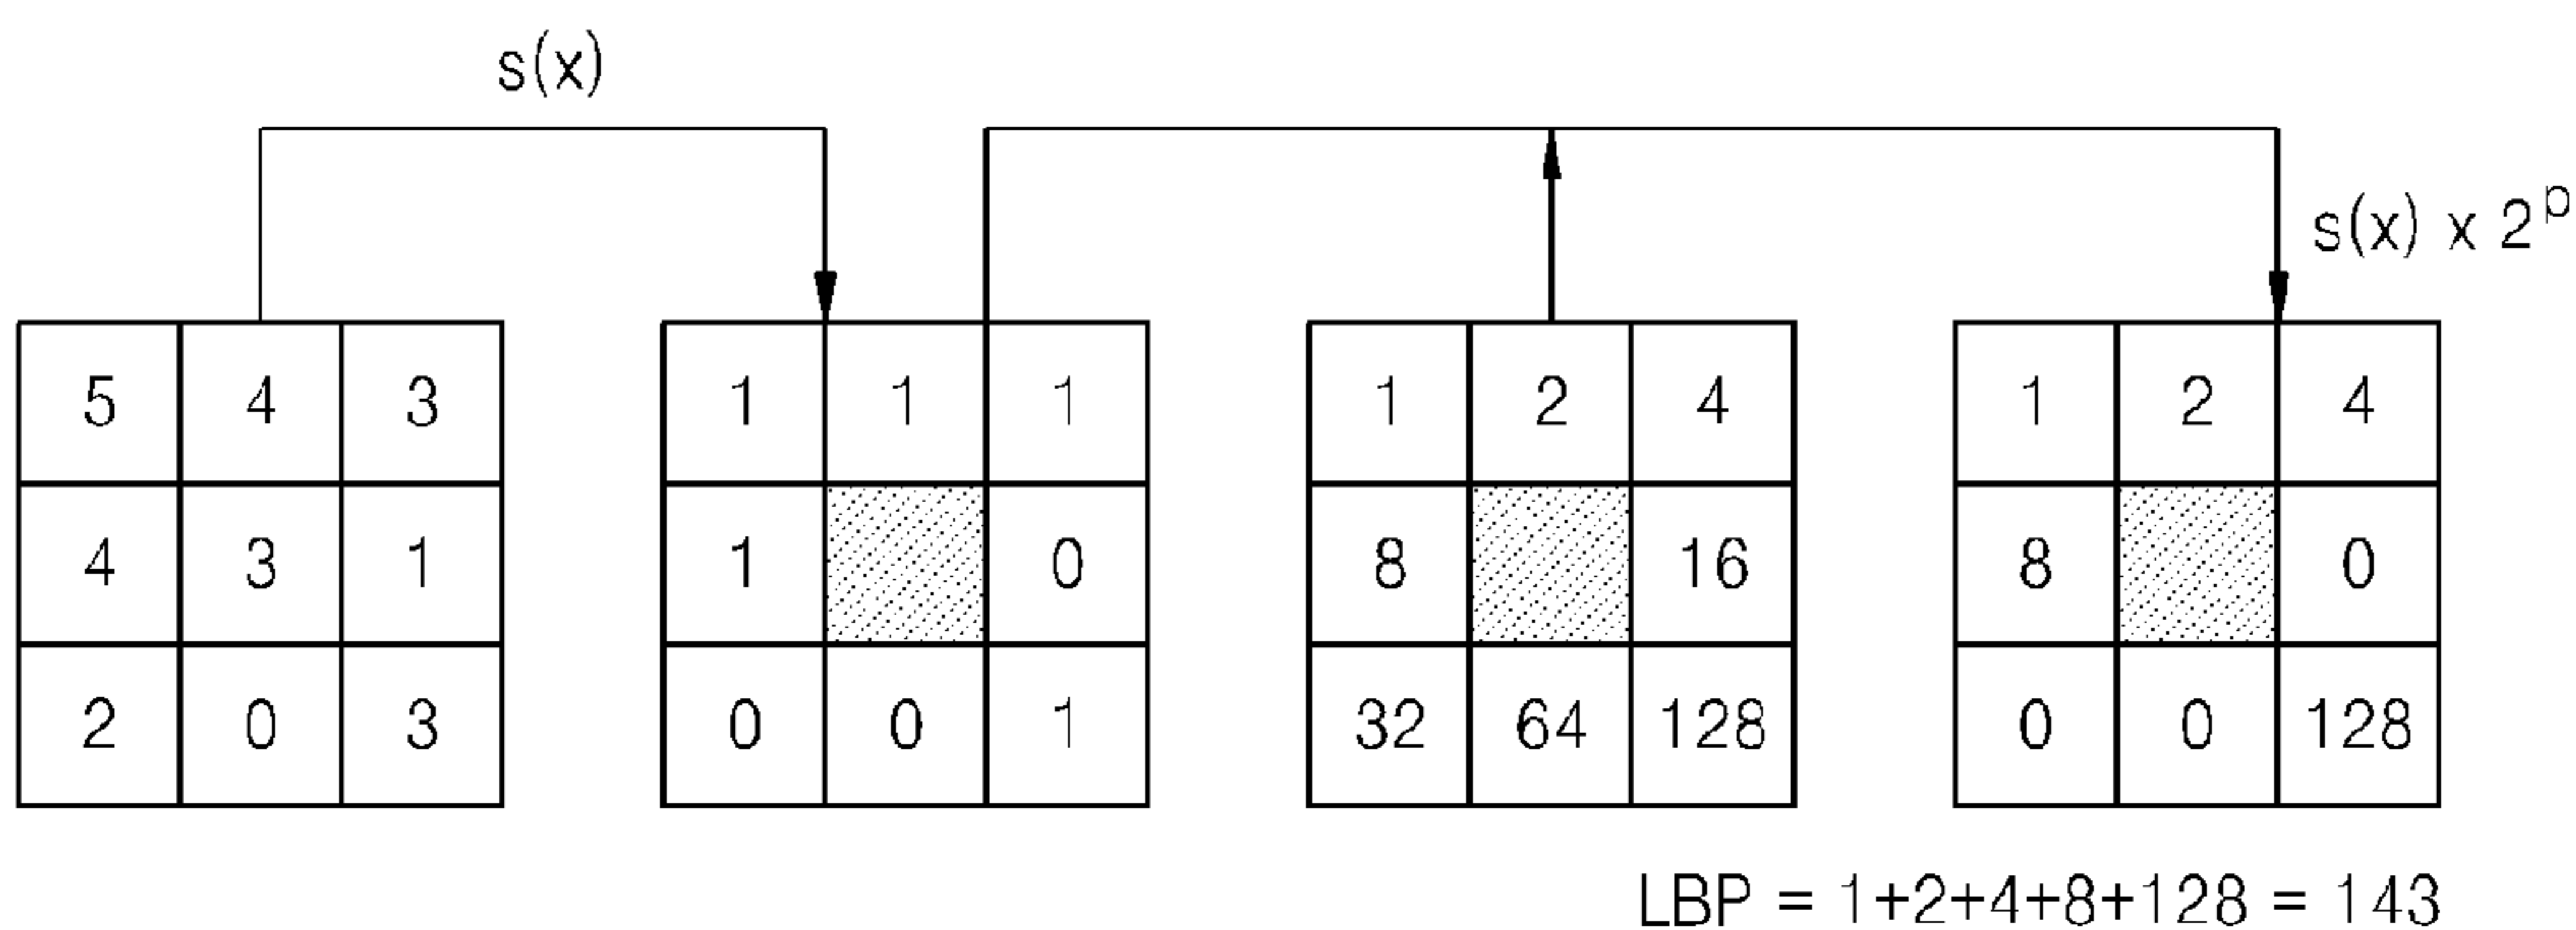 s(x)
s(x) x 2^p
5 4 3 1 1 1 1 2 4 1 2 4
4 3 1 1 0 8 16 8 0
2 0 3 0 0 1 32 64 128 0 0 128
LBP = 1+2+4+8+128 = 143